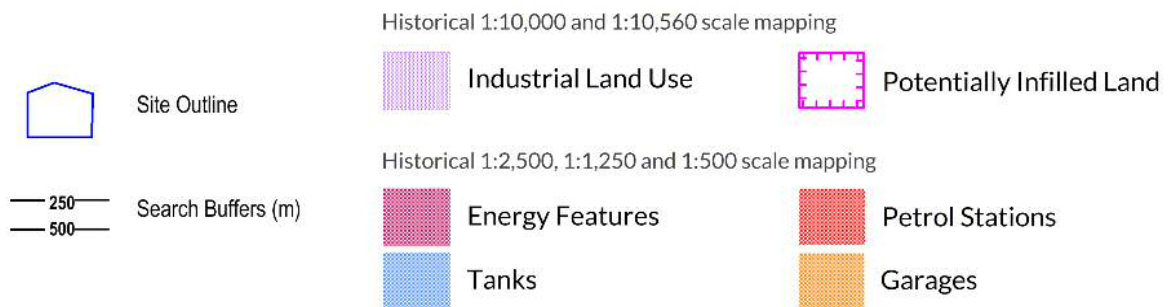 Historical 1:10,000 and 1:10,560 scale mapping
Site Outline
Industrial Land Use
Potentially Infilled Land
Historical 1:2,500, 1:1,250 and 1:500 scale mapping
250
500
Search Buffers (m)
Energy Features
Petrol Stations
Tanks
Garages